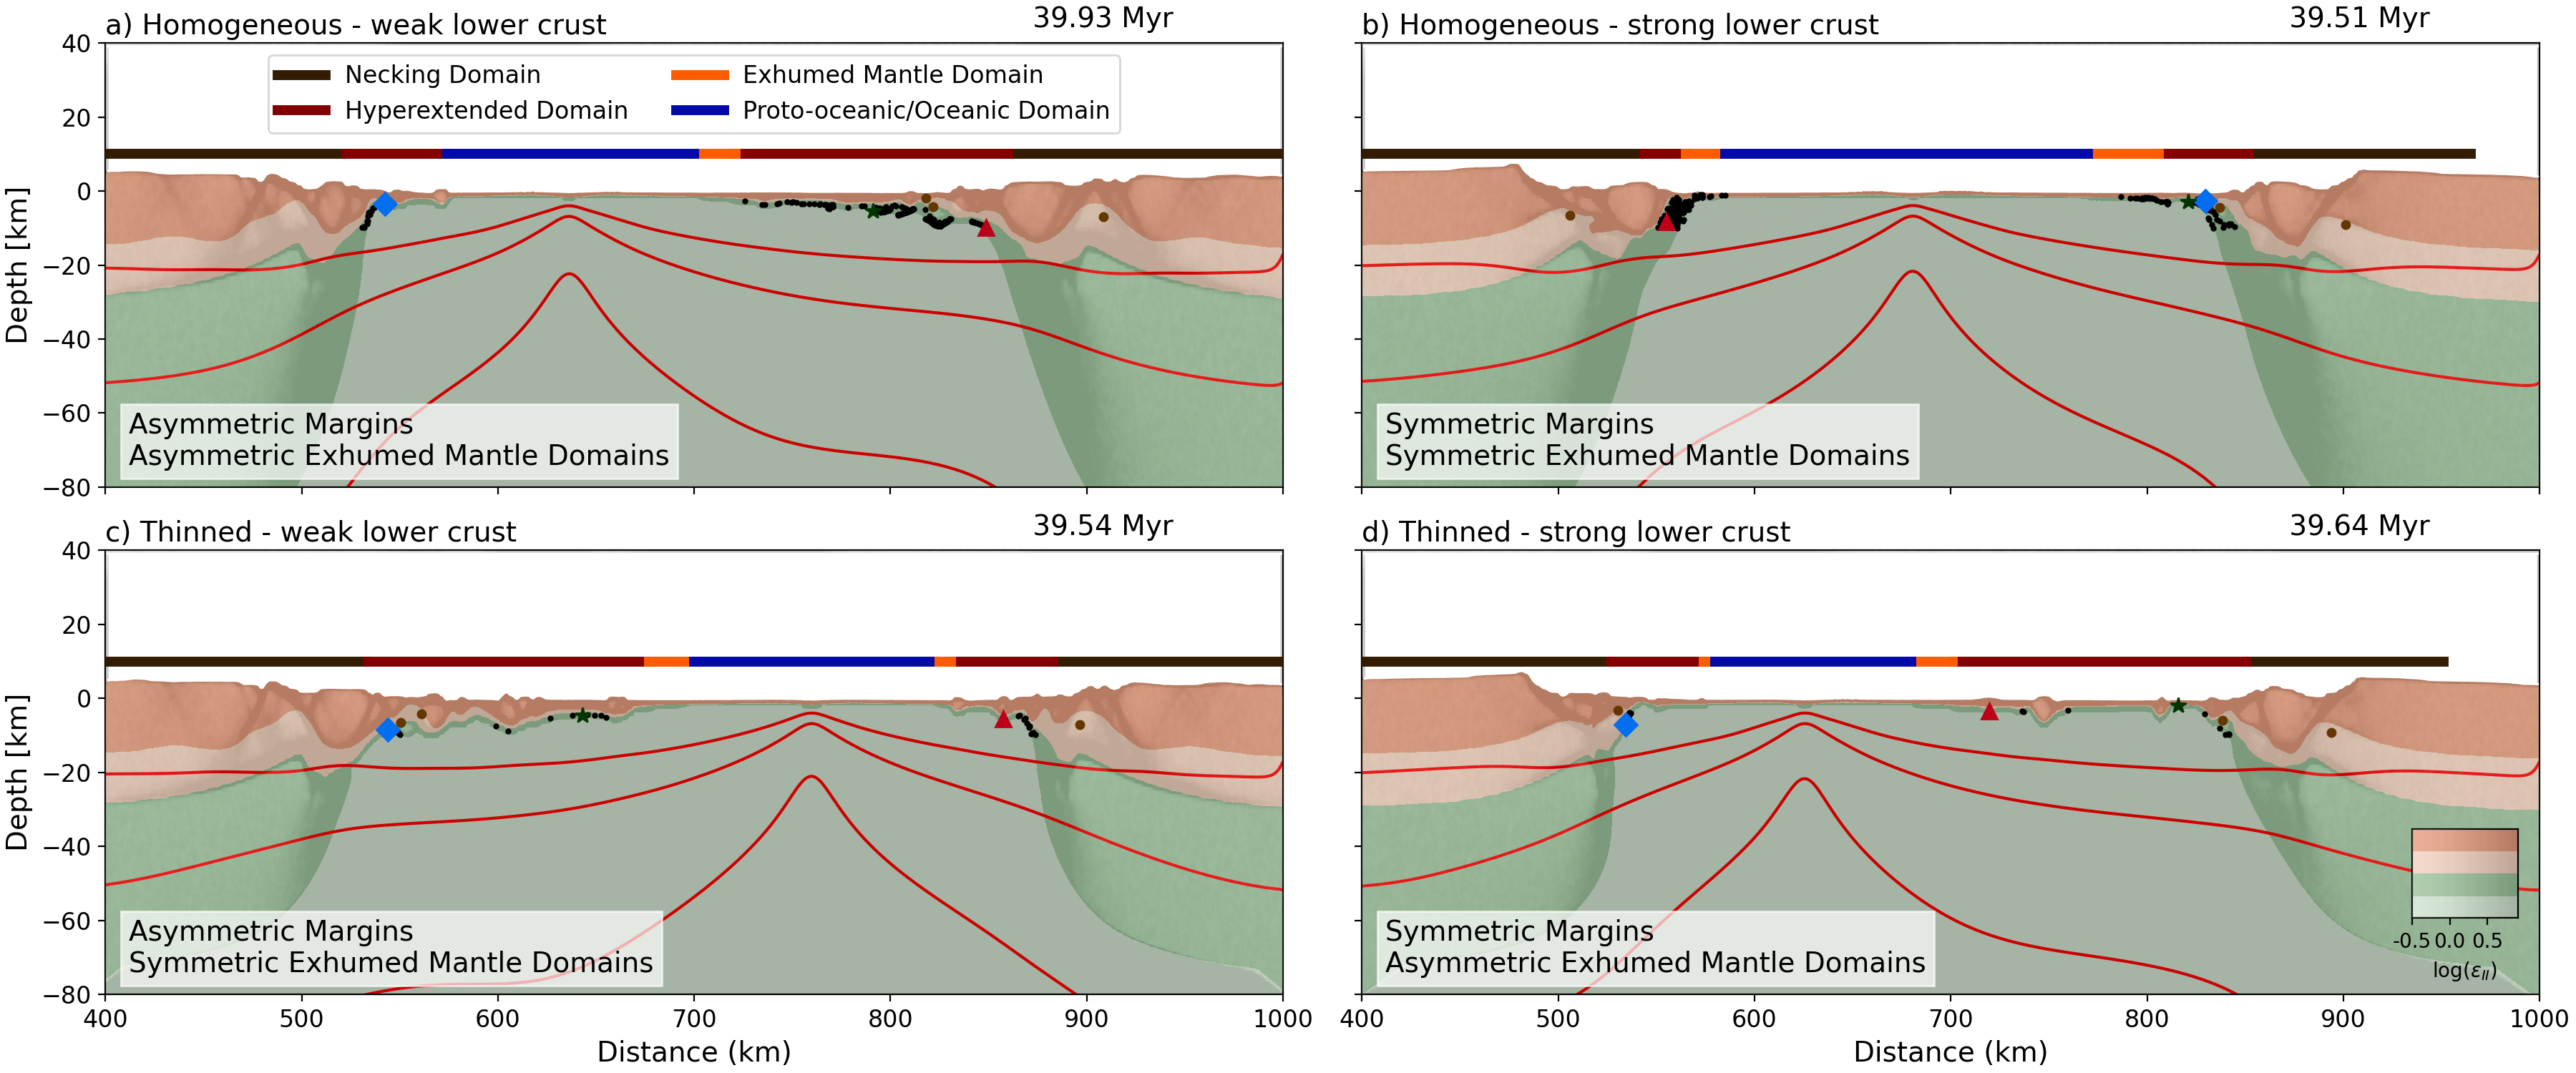 a) Homogeneous - weak lower crust
39.93 Myr
b) Homogeneous - strong lower crust
39.51 Myr
40
20
0
−20
−40
−60
−80
Depth [km]
Necking Domain
Hyperextended Domain
Exhumed Mantle Domain
Proto-oceanic/Oceanic Domain
Asymmetric Margins
Asymmetric Exhumed Mantle Domains
Symmetric Margins
Symmetric Exhumed Mantle Domains
c) Thinned - weak lower crust
39.54 Myr
d) Thinned - strong lower crust
39.64 Myr
40
20
0
−20
−40
−60
−80
Depth [km]
Asymmetric Margins
Symmetric Exhumed Mantle Domains
Symmetric Margins
Asymmetric Exhumed Mantle Domains
-0.5 0.0 0.5
log(ε_II)
400 500 600 700 800 900 1000
Distance (km)
400 500 600 700 800 900 1000
Distance (km)